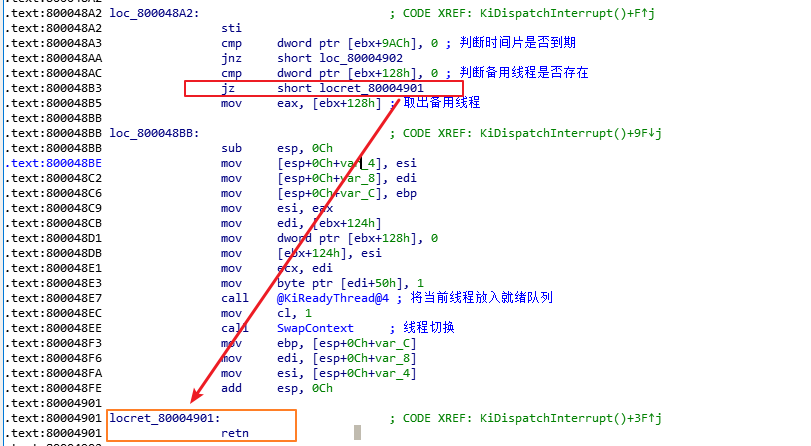 .text:800048A2
.text:800048A2 loc_800048A2: ; CODE XREF: KiDispatchInterrupt()+F↑j
.text:800048A2 sti
.text:800048A3 cmp dword ptr [ebx+9ACh], 0 ; 判断时间片是否到期
.text:800048AA jnz short loc_80004902
.text:800048AC cmp dword ptr [ebx+128h], 0 ; 判断备用线程是否存在
.text:800048B3 jz short locret_80004901
.text:800048B5 mov eax, [ebx+128h] ; 取出备用线程
.text:800048BB
.text:800048BB loc_800048BB: ; CODE XREF: KiDispatchInterrupt()+9F↓j
.text:800048BB sub esp, 0Ch
.text:800048BE mov [esp+0Ch+var_4], esi
.text:800048C2 mov [esp+0Ch+var_8], edi
.text:800048C6 mov [esp+0Ch+var_C], ebp
.text:800048C9 mov esi, eax
.text:800048CB mov edi, [ebx+124h]
.text:800048D1 mov dword ptr [ebx+128h], 0
.text:800048DB mov [ebx+124h], esi
.text:800048E1 mov ecx, edi
.text:800048E3 mov byte ptr [edi+50h], 1
.text:800048E7 call @KiReadyThread@4 ; 将当前线程放入就绪队列
.text:800048EC mov cl, 1
.text:800048EE call SwapContext ; 线程切换
.text:800048F3 mov ebp, [esp+0Ch+var_C]
.text:800048F6 mov edi, [esp+0Ch+var_8]
.text:800048FA mov esi, [esp+0Ch+var_4]
.text:800048FE add esp, 0Ch
.text:80004901
.text:80004901 locret_80004901: ; CODE XREF: KiDispatchInterrupt()+3F↑j
.text:80004901 retn